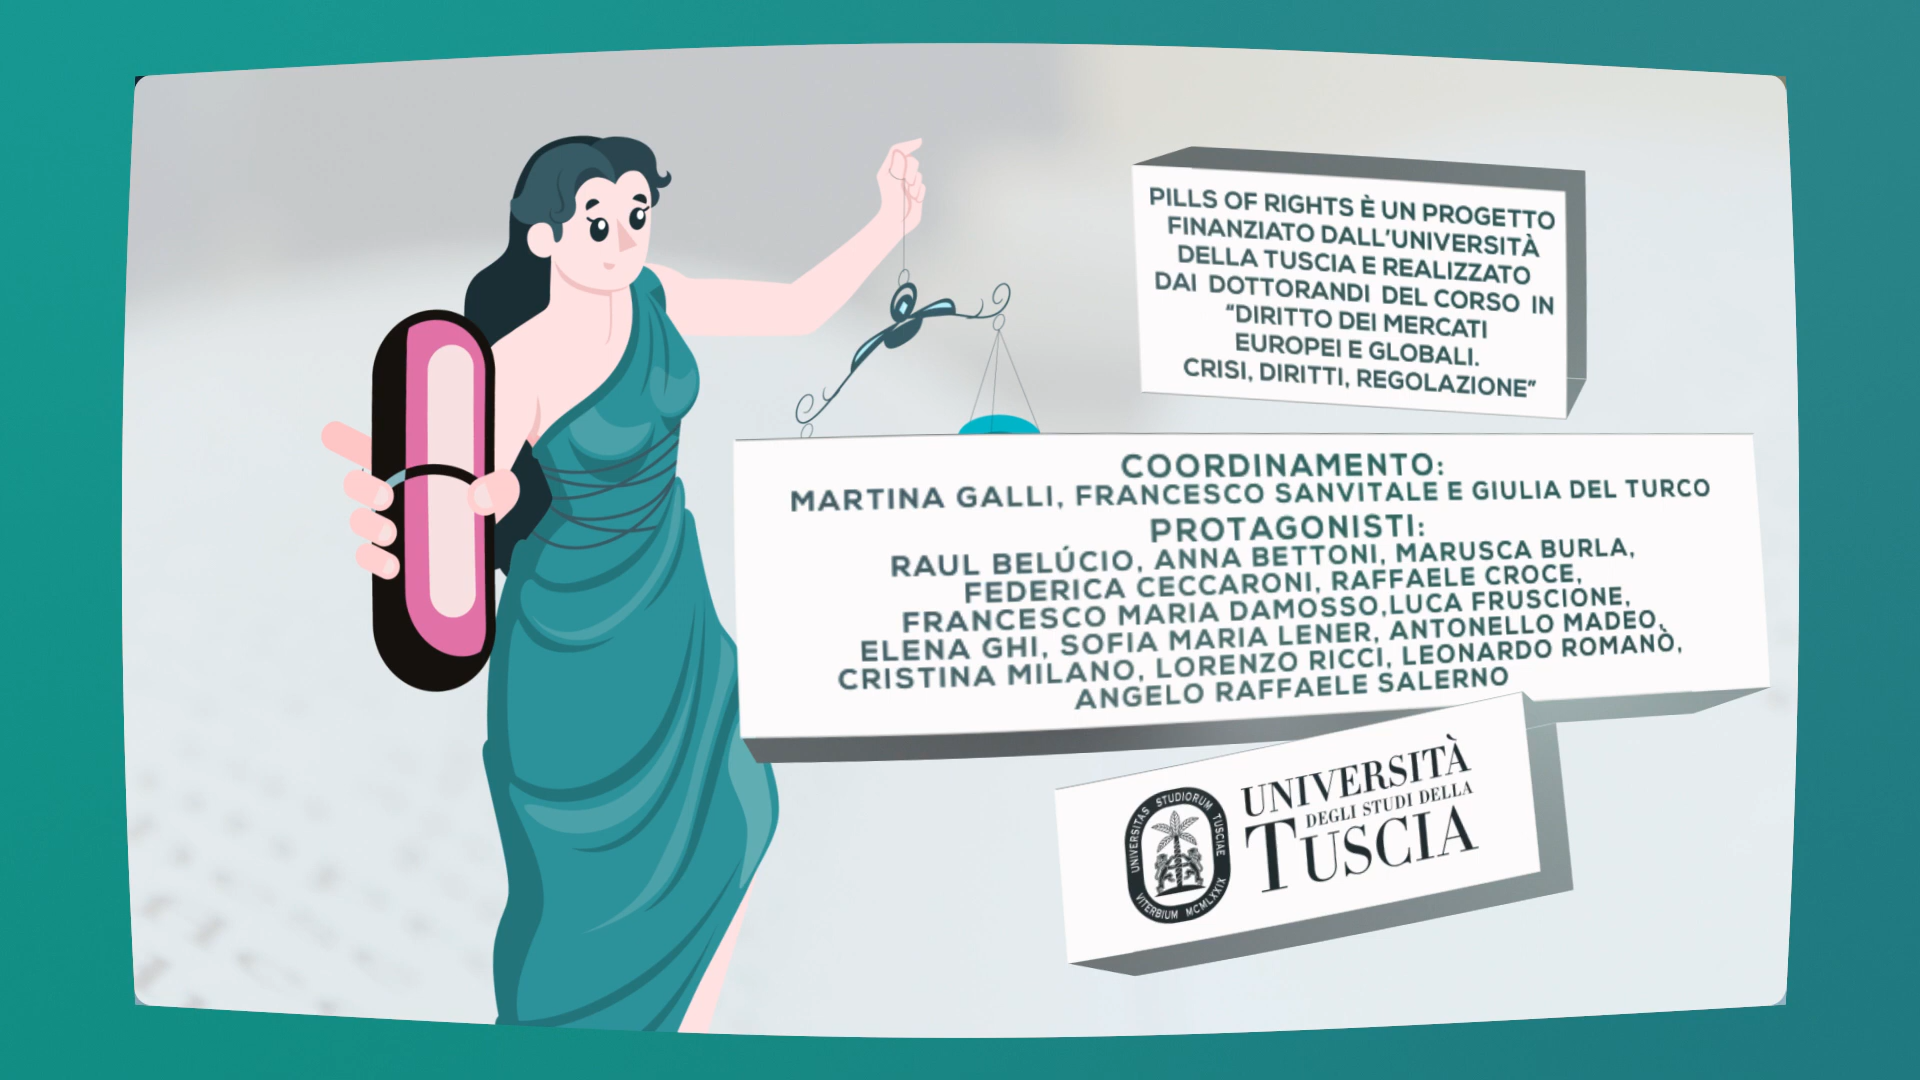 PILLS OF RIGHTS È UN PROGETTO
FINANZIATO DALL'UNIVERSITÀ
DELLA TUSCIA E REALIZZATO
DAI DOTTORANDI DEL CORSO IN
“DIRITTO DEI MERCATI
EUROPEI E GLOBALI.
CRISI, DIRITTI, REGOLAZIONE”
COORDINAMENTO:
MARTINA GALLI, FRANCESCO SANVITALE E GIULIA DEL TURCO
PROTAGONISTI:
RAUL BELÚCIO, ANNA BETTONI, MARUSCA BURLA,
FEDERICA CECCARONI, RAFFAELE CROCE,
FRANCESCO MARIA DAMOSSO,LUCA FRUSCIONE,
ELENA GHI, SOFIA MARIA LENER, ANTONELLO MADEO,
CRISTINA MILANO, LORENZO RICCI, LEONARDO ROMANÒ,
ANGELO RAFFAELE SALERNO
UNIVERSITAS STUDIORUM TUSCIAE
VITERBIUM MCMLXXIX
UNIVERSITÀ
DEGLI STUDI DELLA
TUSCIA